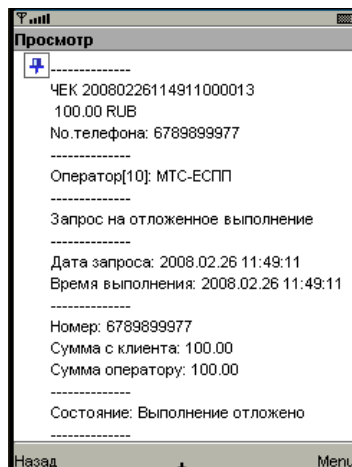 Просмотр
--------------
ЧЕК 20080226114911000013
100.00 RUB
No.телефона: 6789899977
--------------
Оператор[10]: МТС-ЕСПП
--------------
Запрос на отложенное выполнение
--------------
Дата запроса: 2008.02.26 11:49:11
Время выполнения: 2008.02.26 11:49:11
--------------
Номер: 6789899977
Сумма с клиента: 100.00
Сумма оператору: 100.00
--------------
Состояние: Выполнение отложено
--------------
Назад Menu